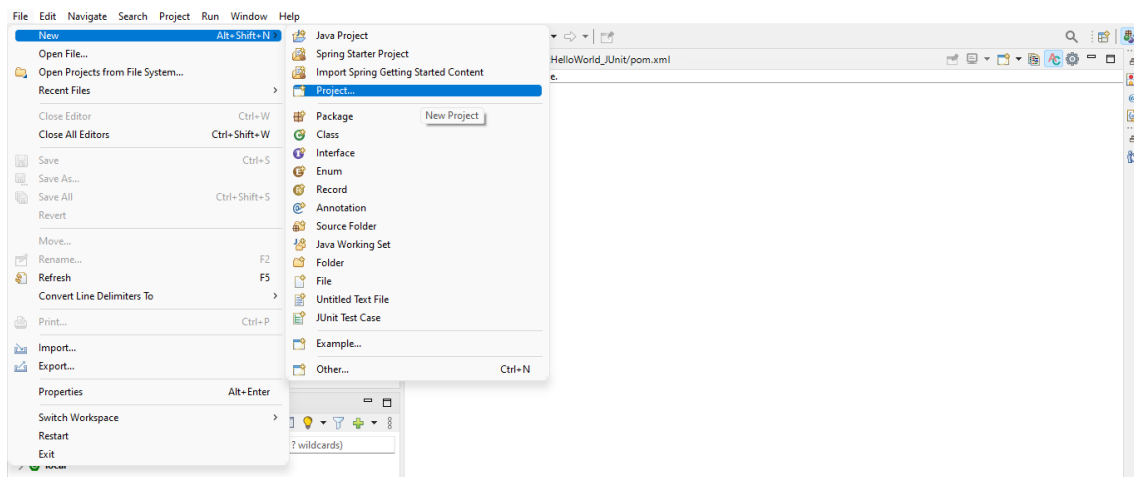 File Edit Navigate Search Project Run Window Help
New Alt+Shift+N
Open File...
Open Projects from File System...
Recent Files
Close Editor Ctrl+W
Close All Editors Ctrl+Shift+W
Save Ctrl+S
Save As...
Save All Ctrl+Shift+S
Revert
Move...
Rename... F2
Refresh F5
Convert Line Delimiters To
Print... Ctrl+P
Import...
Export...
Properties Alt+Enter
Switch Workspace
Restart
Exit
Java Project
Spring Starter Project
Import Spring Getting Started Content
Project...
Package
Class
Interface
Enum
Record
Annotation
Source Folder
Java Working Set
Folder
File
Untitled Text File
JUnit Test Case
Example...
Other... Ctrl+N
New Project
HelloWorld_JUnit/pom.xml
e.
? wildcards)
local